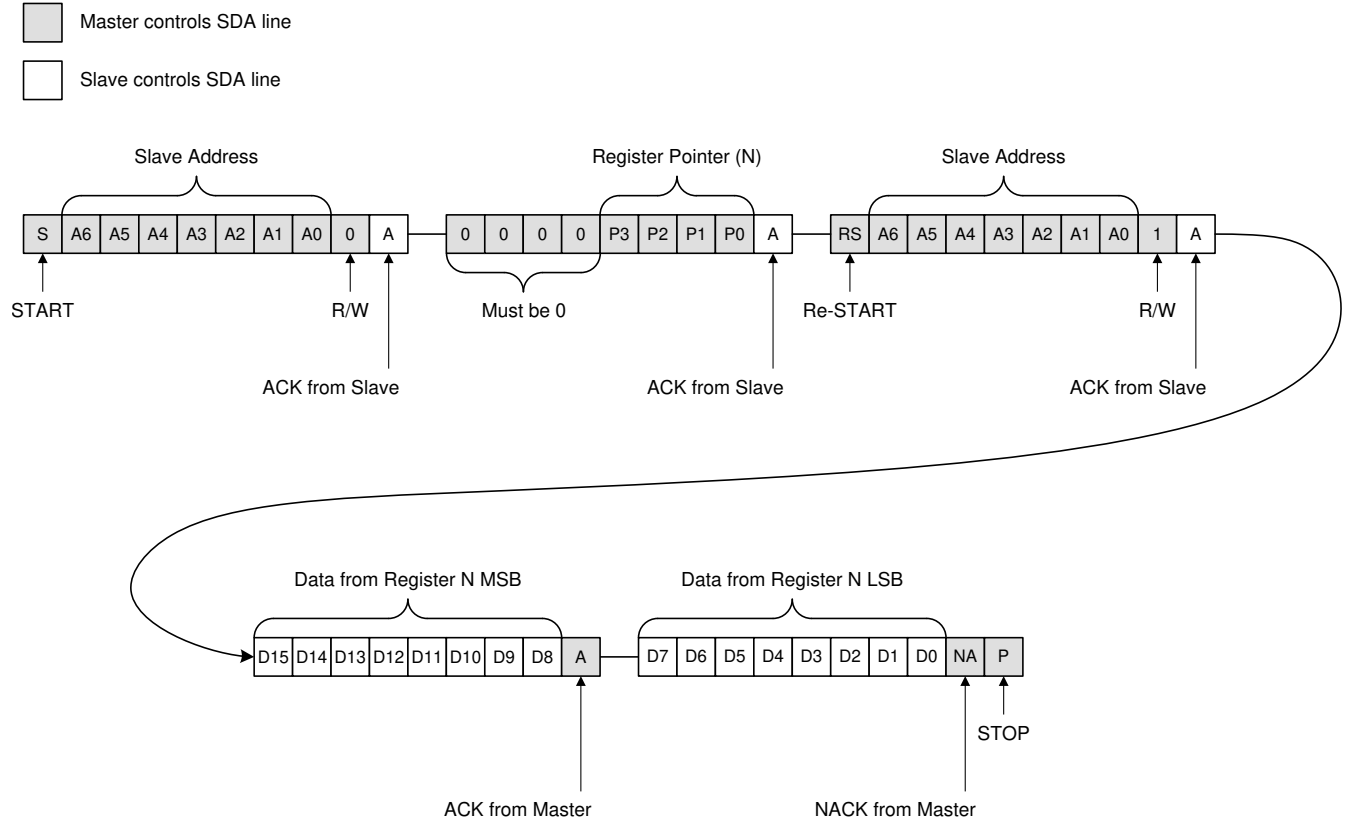 Master controls SDA line
Slave controls SDA line
Slave Address
Register Pointer (N)
Slave Address
S A6 A5 A4 A3 A2 A1 A0 0 A
0 0 0 0 P3 P2 P1 P0 A
RS A6 A5 A4 A3 A2 A1 A0 1 A
START
R/W
Must be 0
Re-START
R/W
ACK from Slave
ACK from Slave
ACK from Slave
Data from Register N MSB
Data from Register N LSB
D15 D14 D13 D12 D11 D10 D9 D8 A
D7 D6 D5 D4 D3 D2 D1 D0 NA P
STOP
ACK from Master
NACK from Master